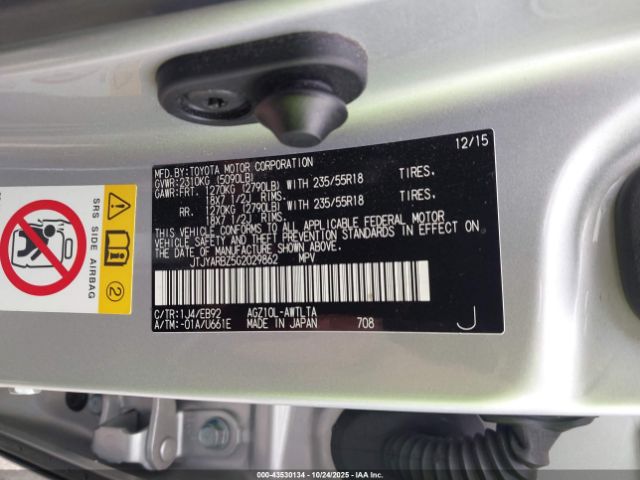 12/15
MFD.BY:TOYOTA MOTOR CORPORATION
GVWR:2310KG (5090LB)
GAWR:FRT. 1270KG (2790LB) WITH 235/55R18 TIRES.
18X7 1/2J RIMS.
RR. 1270KG (2790LB) WITH 235/55R18 TIRES.
18X7 1/2J RIMS.
THIS VEHICLE CONFORMS TO ALL APPLICABLE FEDERAL MOTOR
VEHICLE SAFETY AND THEFT PREVENTION STANDARDS IN EFFECT ON
THE DATE OF MANUFACTURE SHOWN ABOVE.
JTJYARBZ5G2029862 MPV
C/TR:1J4/EB92 AGZ10L-AWTLTA
A/TM:-01A/U661E MADE IN JAPAN 708 J
SRS SIDE AIRBAG
2
000-43530134 | 10/24/2025 | IAAI.COM